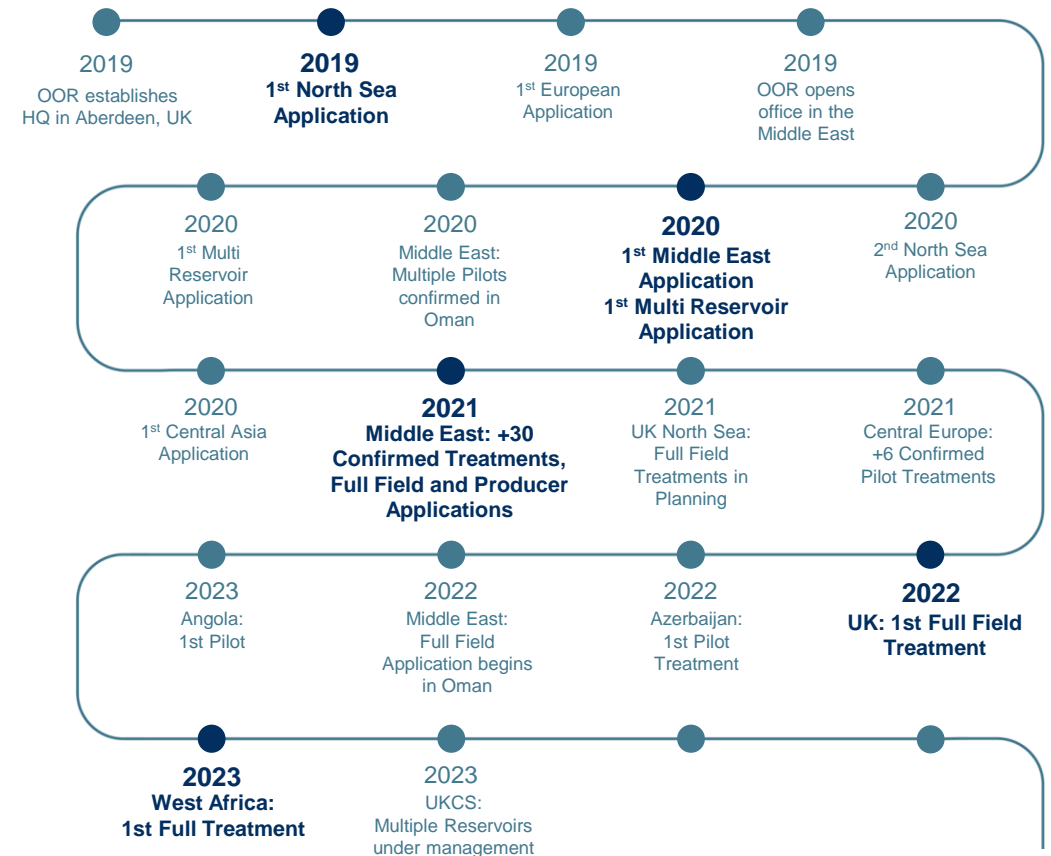 2019
OOR establishes
HQ in Aberdeen, UK
2019
1st North Sea
Application
2019
1st European
Application
2019
OOR opens
office in the
Middle East
2020
1st Multi
Reservoir
Application
2020
Middle East:
Multiple Pilots
confirmed in
Oman
2020
1st Middle East
Application
1st Multi Reservoir
Application
2020
2nd North Sea
Application
2020
1st Central Asia
Application
2021
Middle East: +30
Confirmed Treatments,
Full Field and Producer
Applications
2021
UK North Sea:
Full Field
Treatments in
Planning
2021
Central Europe:
+6 Confirmed
Pilot Treatments
2023
Angola:
1st Pilot
2022
Middle East:
Full Field
Application begins
in Oman
2022
Azerbaijan:
1st Pilot
Treatment
2022
UK: 1st Full Field
Treatment
2023
West Africa:
1st Full Treatment
2023
UKCS:
Multiple Reservoirs
under management